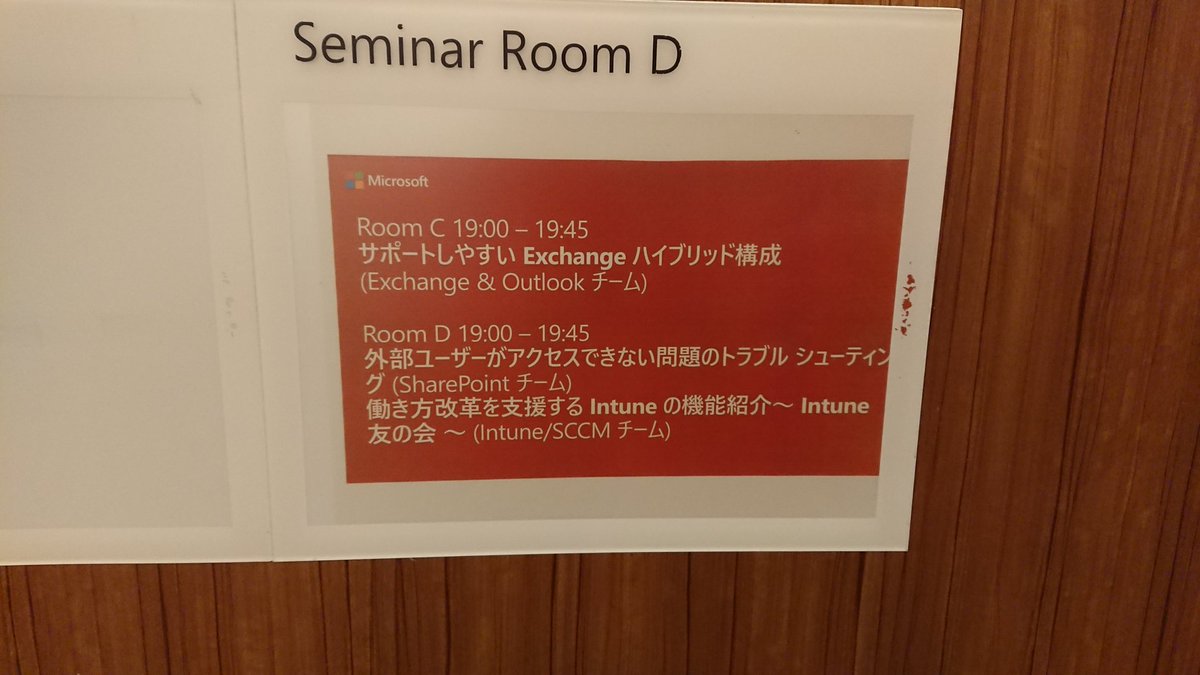 Seminar Room D
Microsoft
Room C 19:00 – 19:45
サポートしやすい Exchange ハイブリッド構成
(Exchange & Outlook チーム)
Room D 19:00 – 19:45
外部ユーザーがアクセスできない問題のトラブル シューティン
グ (SharePoint チーム)
働き方改革を支援する Intune の機能紹介～ Intune
友の会 ～ (Intune/SCCM チーム)